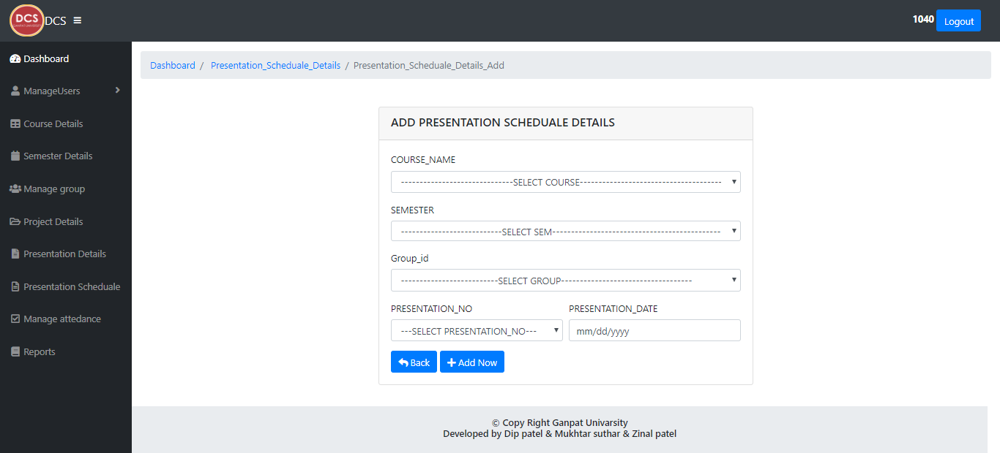 DCS
GANPAT UNIVERSITY
DCS
1040 Logout
Dashboard
ManageUsers
Course Details
Semester Details
Manage group
Project Details
Presentation Details
Presentation Scheduale
Manage attedance
Reports
Dashboard / Presentation_Scheduale_Details / Presentation_Scheduale_Details_Add
ADD PRESENTATION SCHEDUALE DETAILS
COURSE_NAME
------------------------------SELECT COURSE--------------------------------------
SEMESTER
---------------------------SELECT SEM---------------------------------------------
Group_id
--------------------------SELECT GROUP-----------------------------------
PRESENTATION_NO PRESENTATION_DATE
---SELECT PRESENTATION_NO--- mm/dd/yyyy
Back Add Now
© Copy Right Ganpat Univarsity
Developed by Dip patel & Mukhtar suthar & Zinal patel